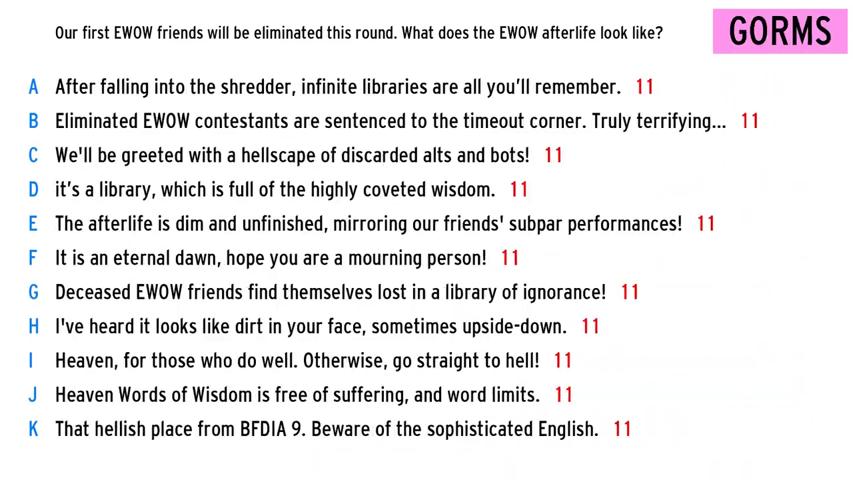 Our first EWOW friends will be eliminated this round. What does the EWOW afterlife look like?
GORMS
A After falling into the shredder, infinite libraries are all you'll remember. 11
B Eliminated EWOW contestants are sentenced to the timeout corner. Truly terrifying... 11
C We'll be greeted with a hellscape of discarded alts and bots! 11
D it's a library, which is full of the highly coveted wisdom. 11
E The afterlife is dim and unfinished, mirroring our friends' subpar performances! 11
F It is an eternal dawn, hope you are a mourning person! 11
G Deceased EWOW friends find themselves lost in a library of ignorance! 11
H I've heard it looks like dirt in your face, sometimes upside-down. 11
I Heaven, for those who do well. Otherwise, go straight to hell! 11
J Heaven Words of Wisdom is free of suffering, and word limits. 11
K That hellish place from BFDIA 9. Beware of the sophisticated English. 11